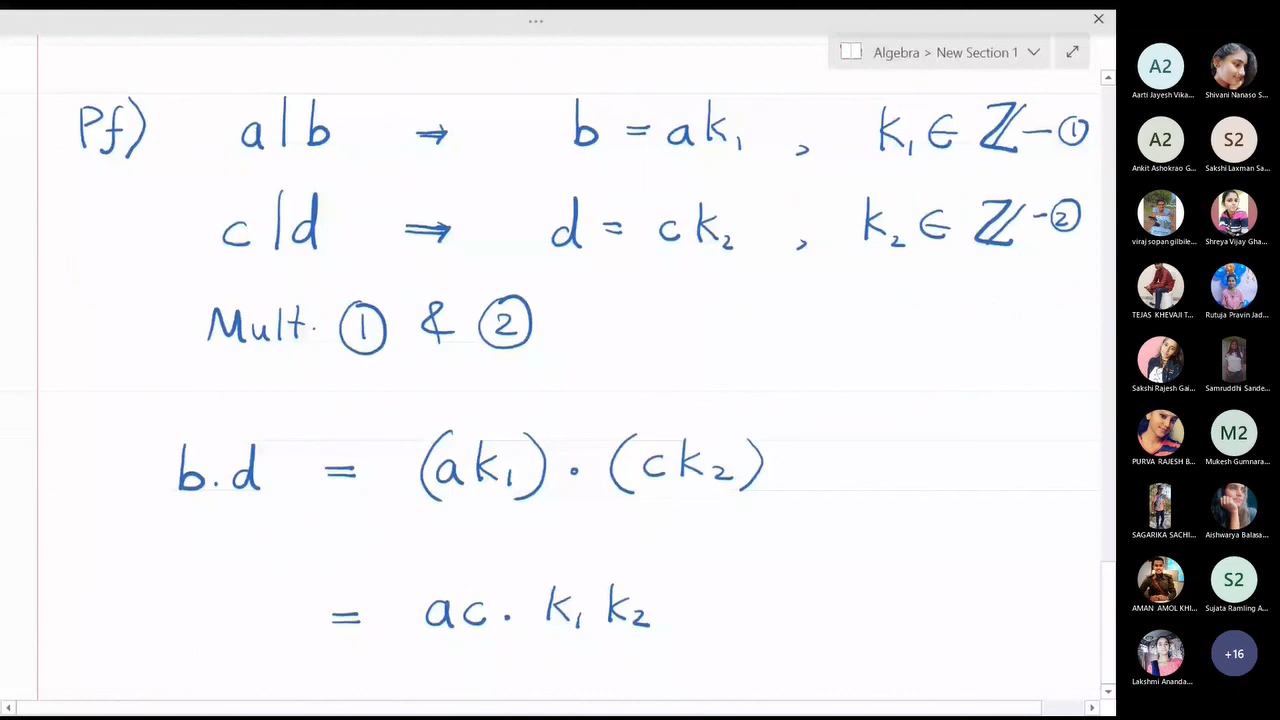 Algebra > New Section 1
Pf) a|b ⇒ b = ak₁ , k₁ ∈ ℤ – ①
c|d ⇒ d = ck₂ , k₂ ∈ ℤ – ②
Mult. ① & ②
b.d = (ak₁) · (ck₂)
= ac . k₁ k₂
A2
Aarti Jayesh Vika...
Shivani Nanaso S...
A2
Ankit Ashokrao G...
S2
Sakshi Laxman Sa...
viraj sopan gilbile...
Shreya Vijay Gha...
TEJAS KHEVAJI T...
Rutuja Pravin Jad...
Sakshi Rajesh Gai...
Samruddhi Sande...
PURVA RAJESH B...
M2
Mukesh Gumnara...
SAGARIKA SACHI...
Aishwarya Balasa...
AMAN AMOL KHI...
S2
Sujata Ramling A...
Lakshmi Ananda...
+16